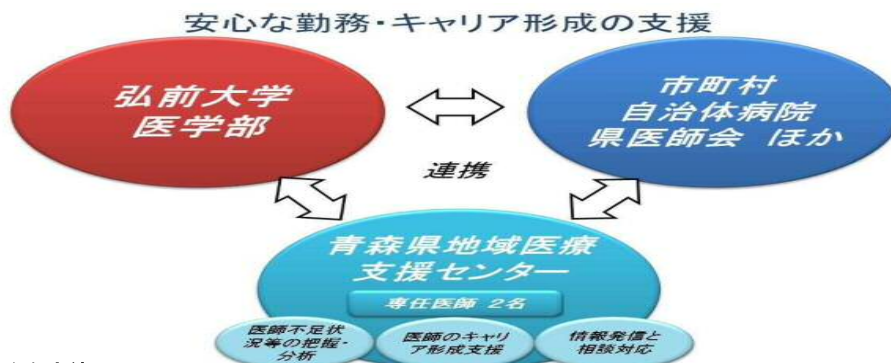 安心な勤務・キャリア形成の支援
弘前大学
医学部
市町村
自治体病院
県医師会 ほか
連携
青森県地域医療
支援センター
専任医師 2名
医師不足状
況等の把握・
分析
医師のキャリ
ア形成支援
情報発信と
相談対応